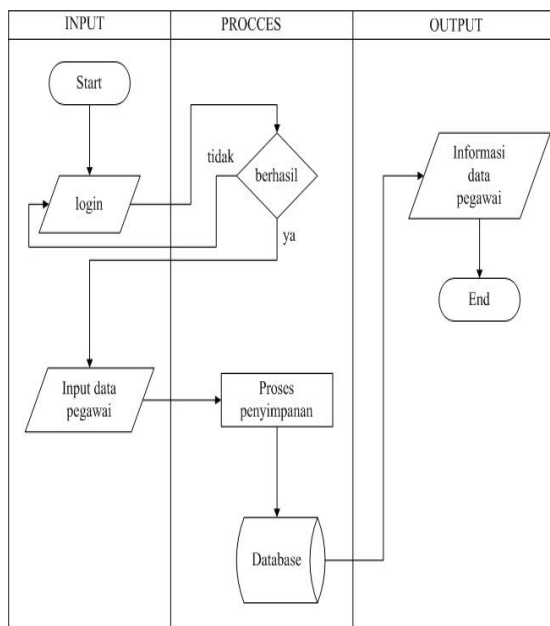 INPUT
PROCCES
OUTPUT
Start
login
tidak
berhasil
ya
Input data
pegawai
Proses
penyimpanan
Database
Informasi
data
pegawai
End